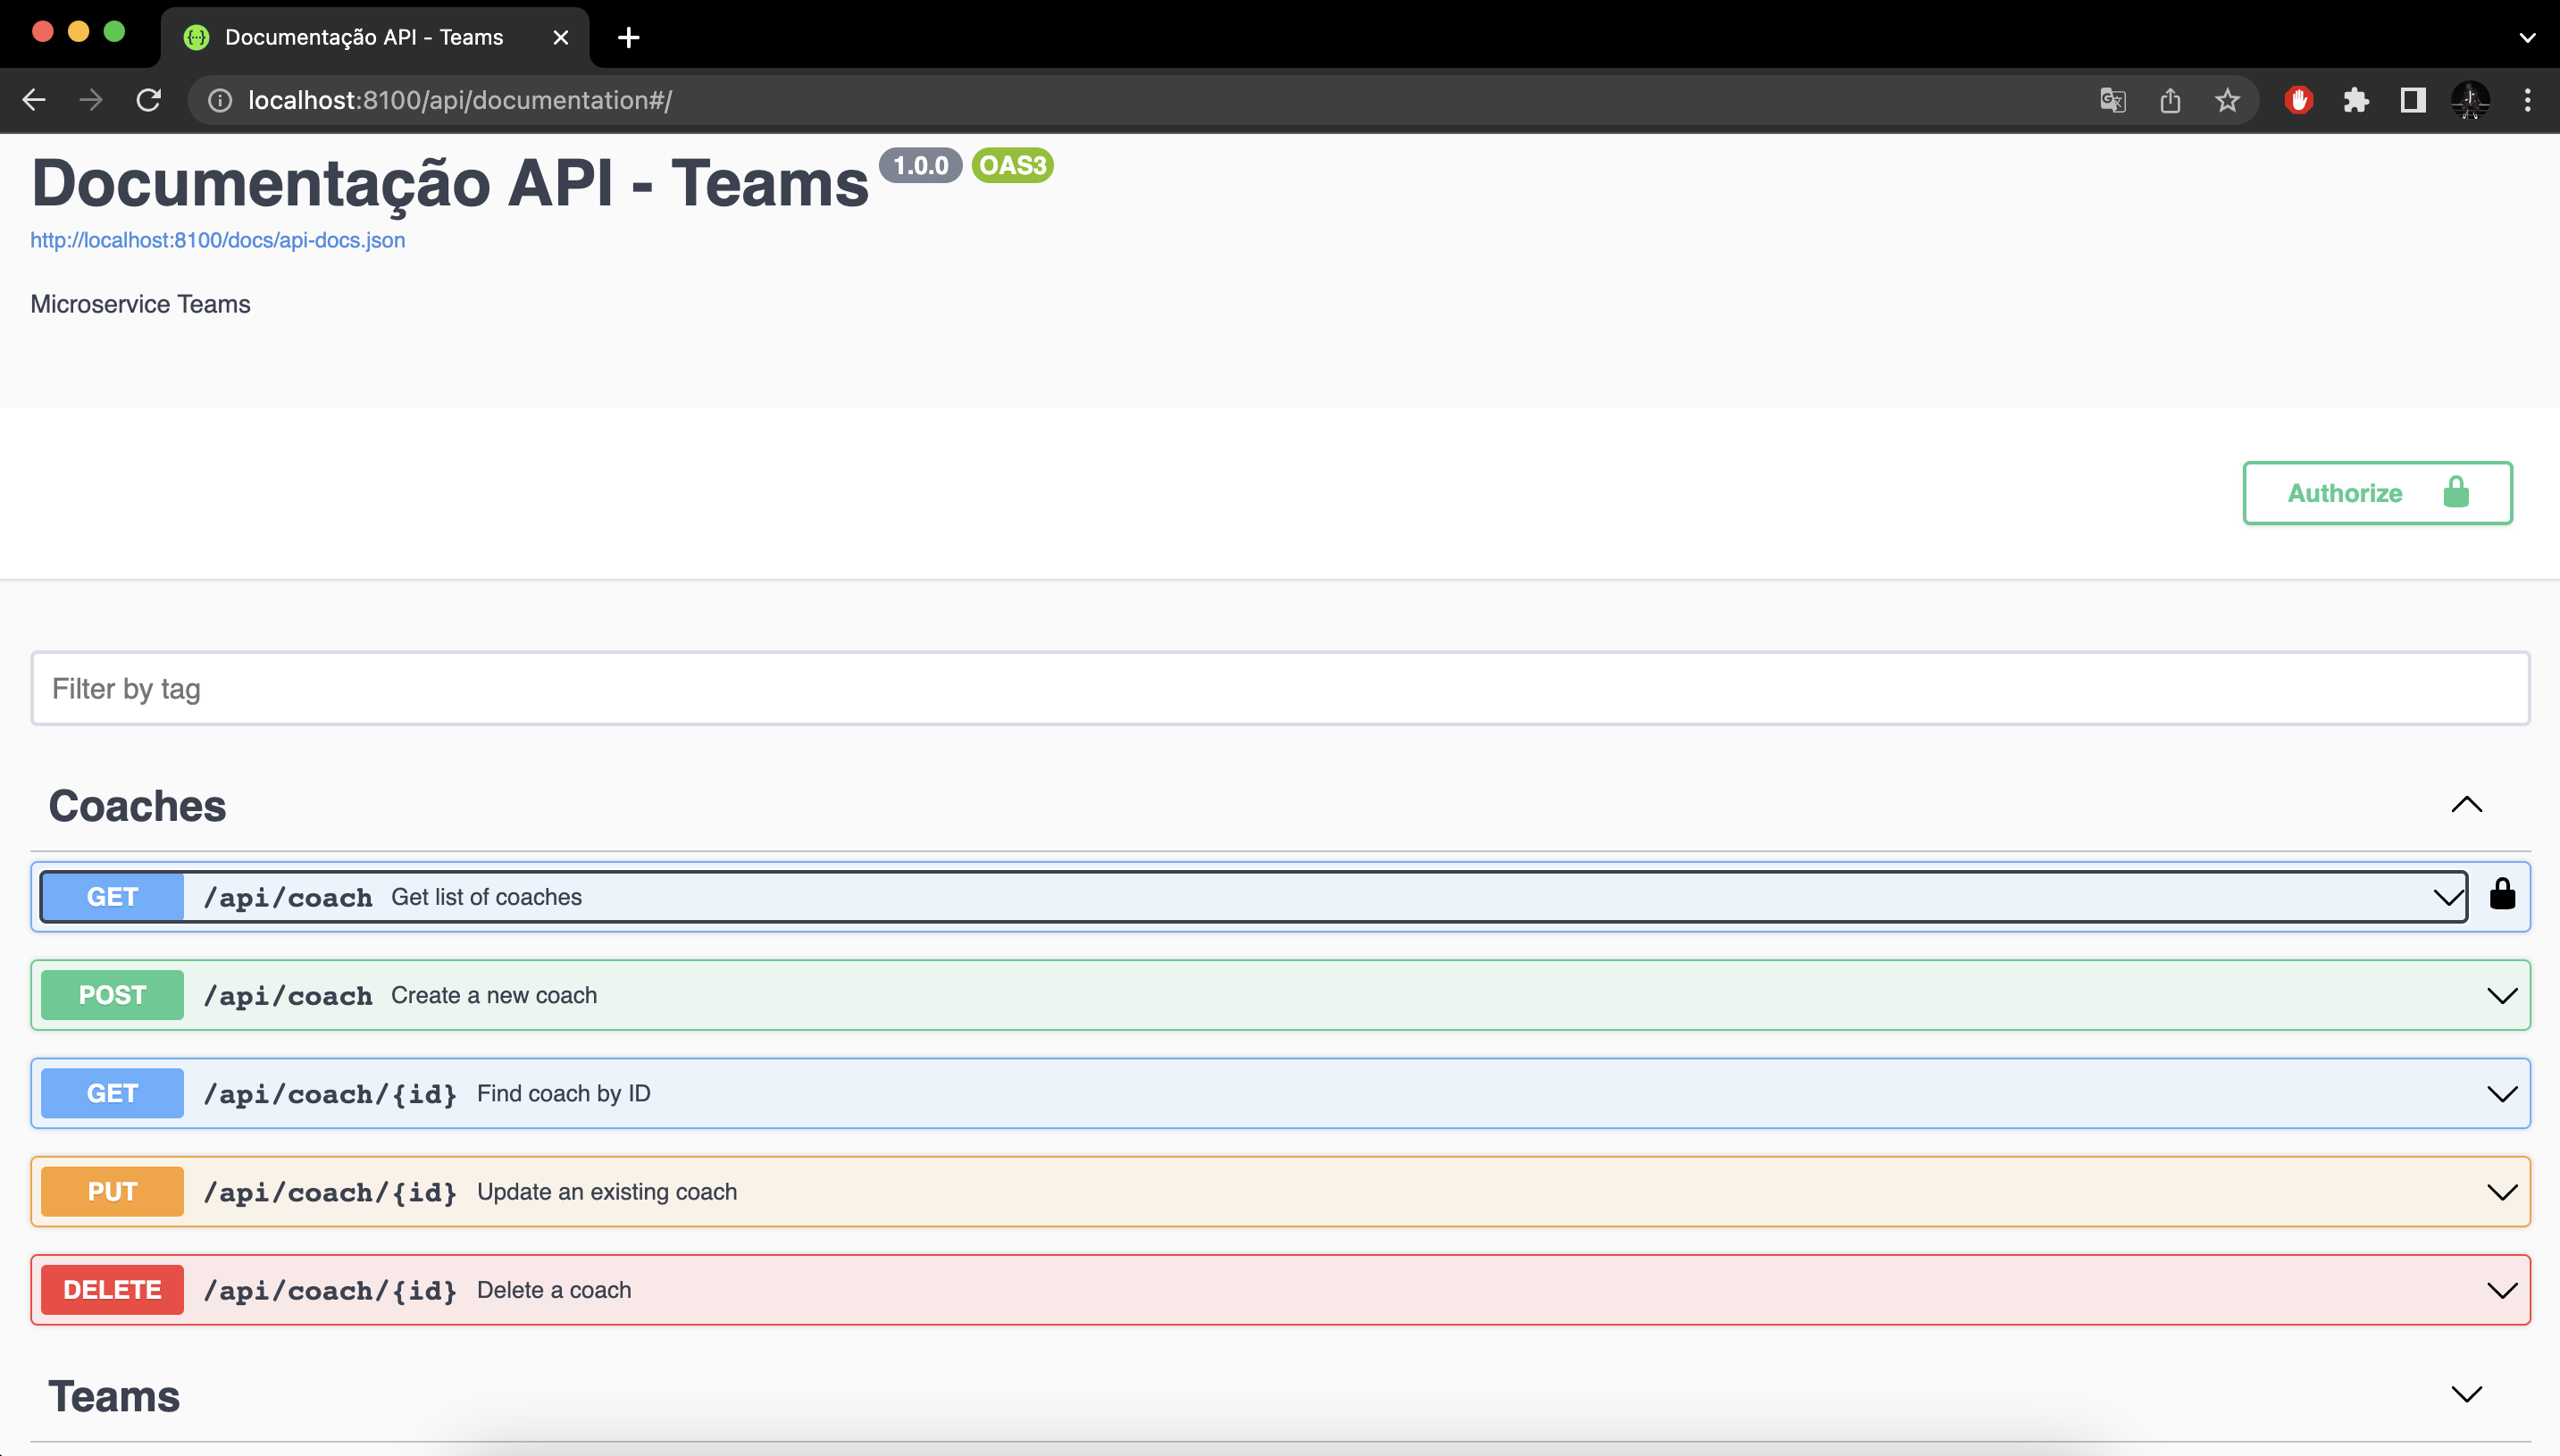 Documentação API - Teams
localhost:8100/api/documentation#/
Documentação API - Teams 1.0.0 OAS3
http://localhost:8100/docs/api-docs.json
Microservice Teams
Authorize
Filter by tag
Coaches
GET /api/coach Get list of coaches
POST /api/coach Create a new coach
GET /api/coach/{id} Find coach by ID
PUT /api/coach/{id} Update an existing coach
DELETE /api/coach/{id} Delete a coach
Teams